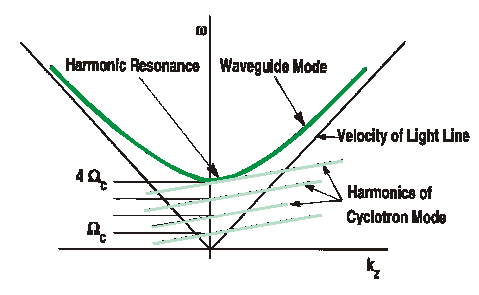 ω
Harmonic Resonance
Waveguide Mode
Velocity of Light Line
4 Ωc
Harmonics of
Cyclotron Mode
Ωc
kz